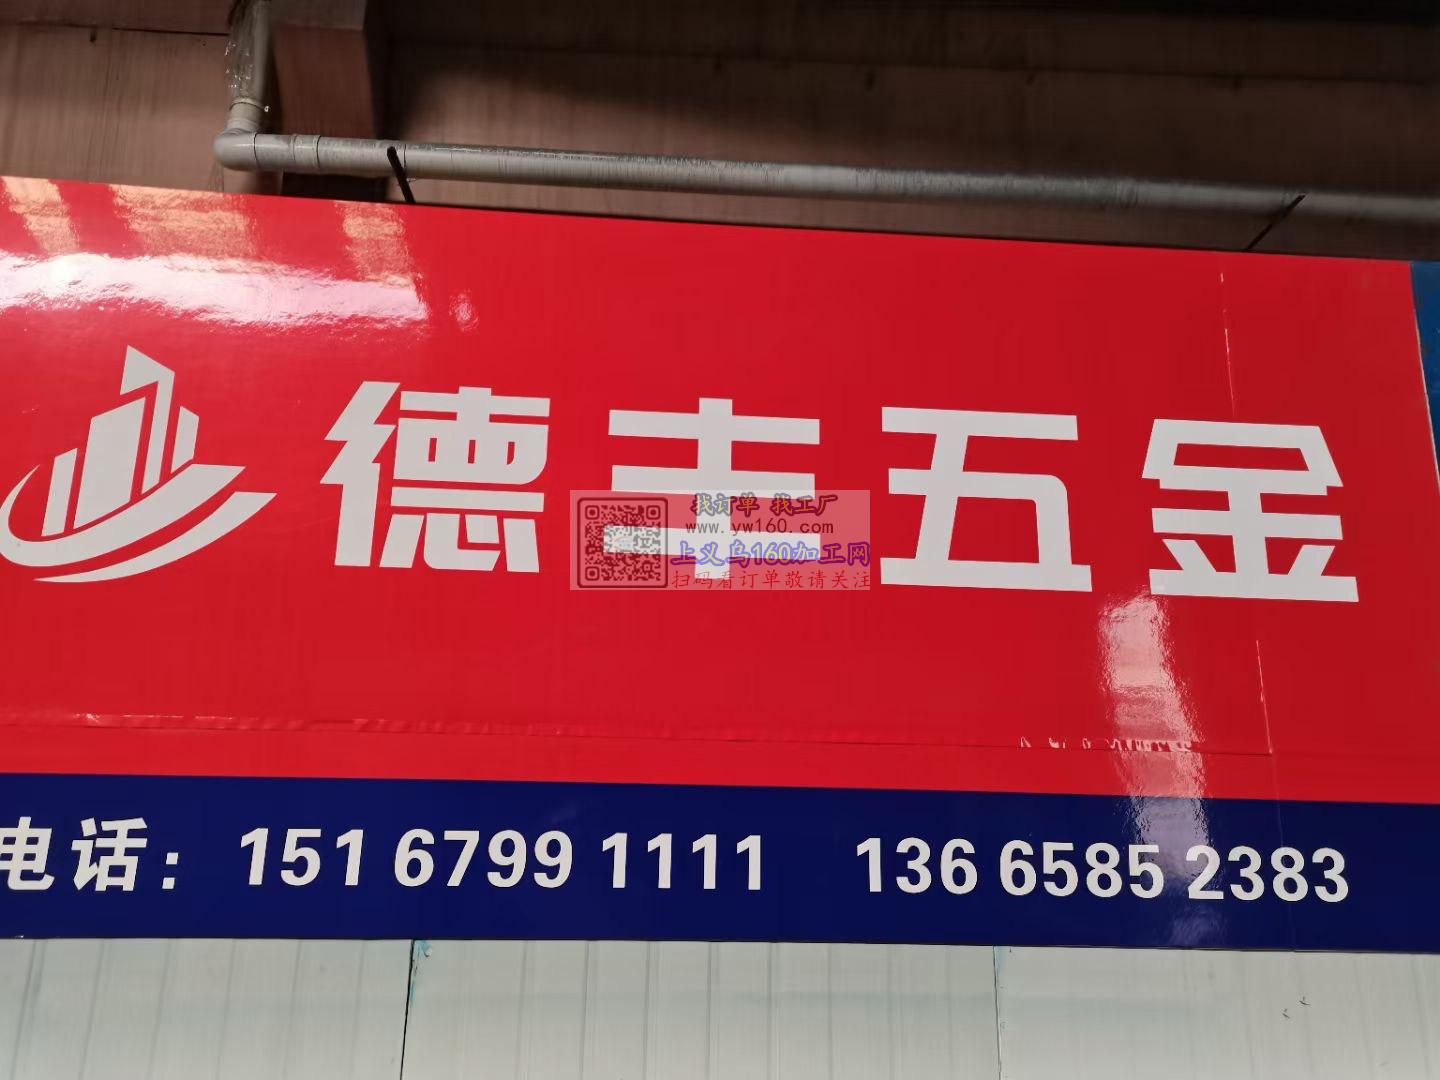 德丰五金
找订单 找工厂
www.yw160.com
上义乌160加工网
扫码看订单敬请关注
电话: 151 6799 1111 136 6585 2383